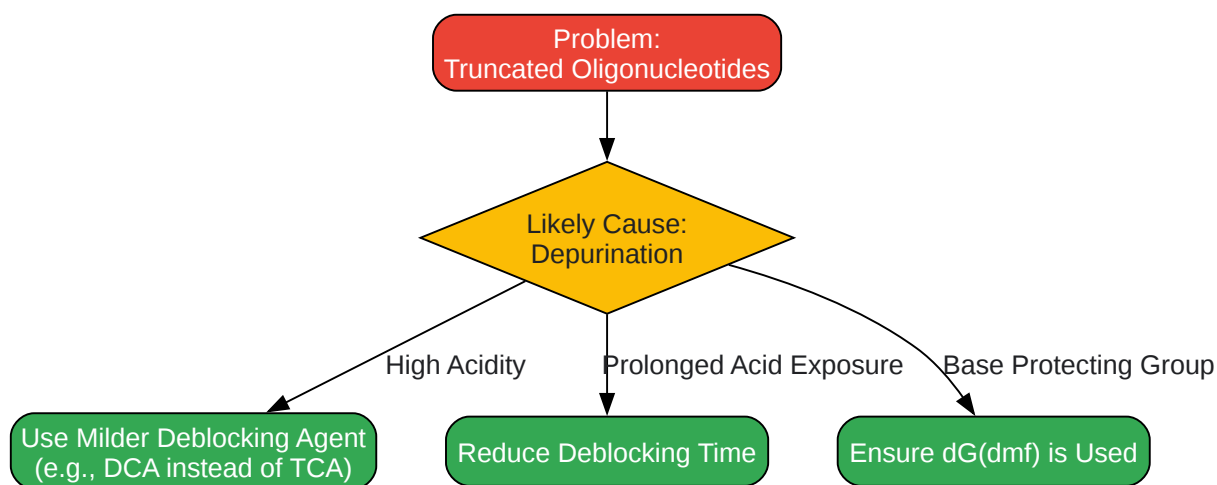 Problem:
Truncated Oligonucleotides
Likely Cause:
Depurination
High Acidity
Prolonged Acid Exposure
Base Protecting Group
Use Milder Deblocking Agent
(e.g., DCA instead of TCA)
Reduce Deblocking Time
Ensure dG(dmf) is Used